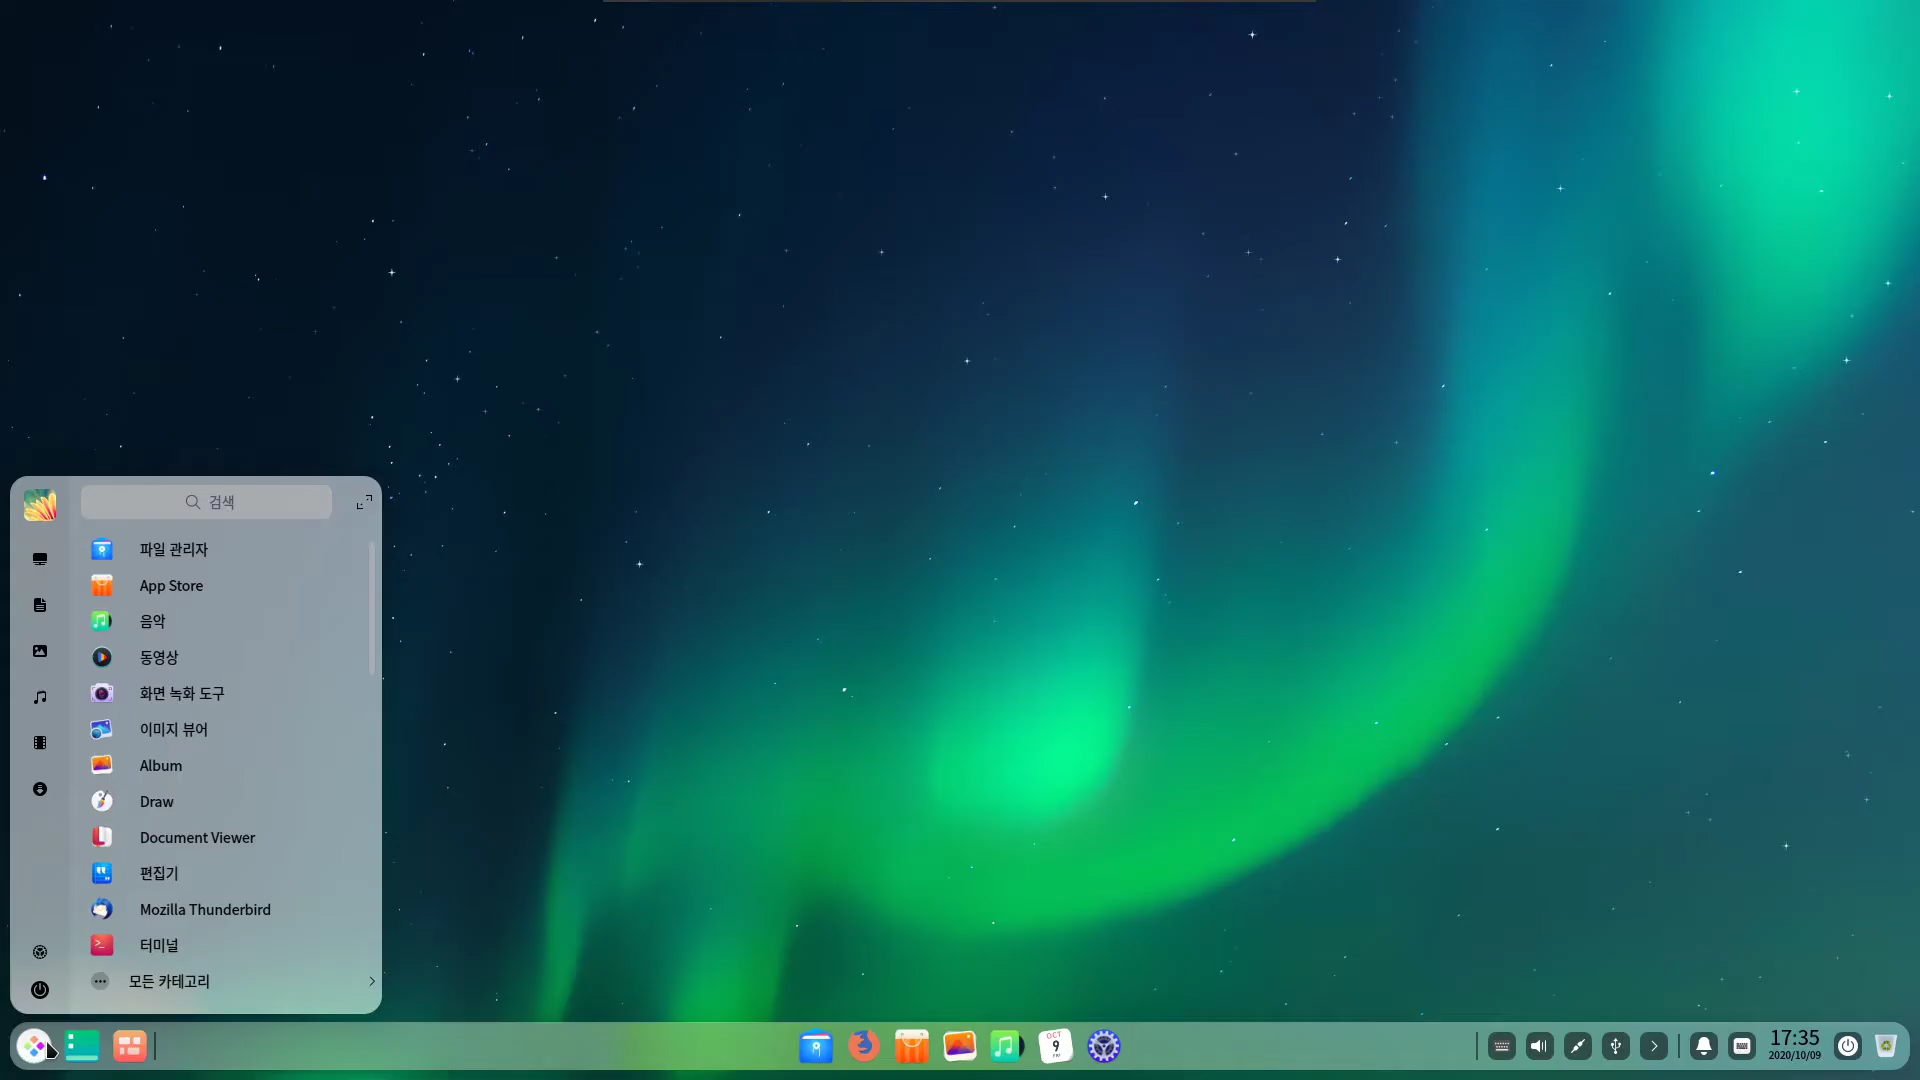 검색
파일 관리자
App Store
음악
동영상
화면 녹화 도구
이미지 뷰어
Album
Draw
Document Viewer
편집기
Mozilla Thunderbird
터미널
모든 카테고리
OCT
9
FRI
17:35
2020/10/09